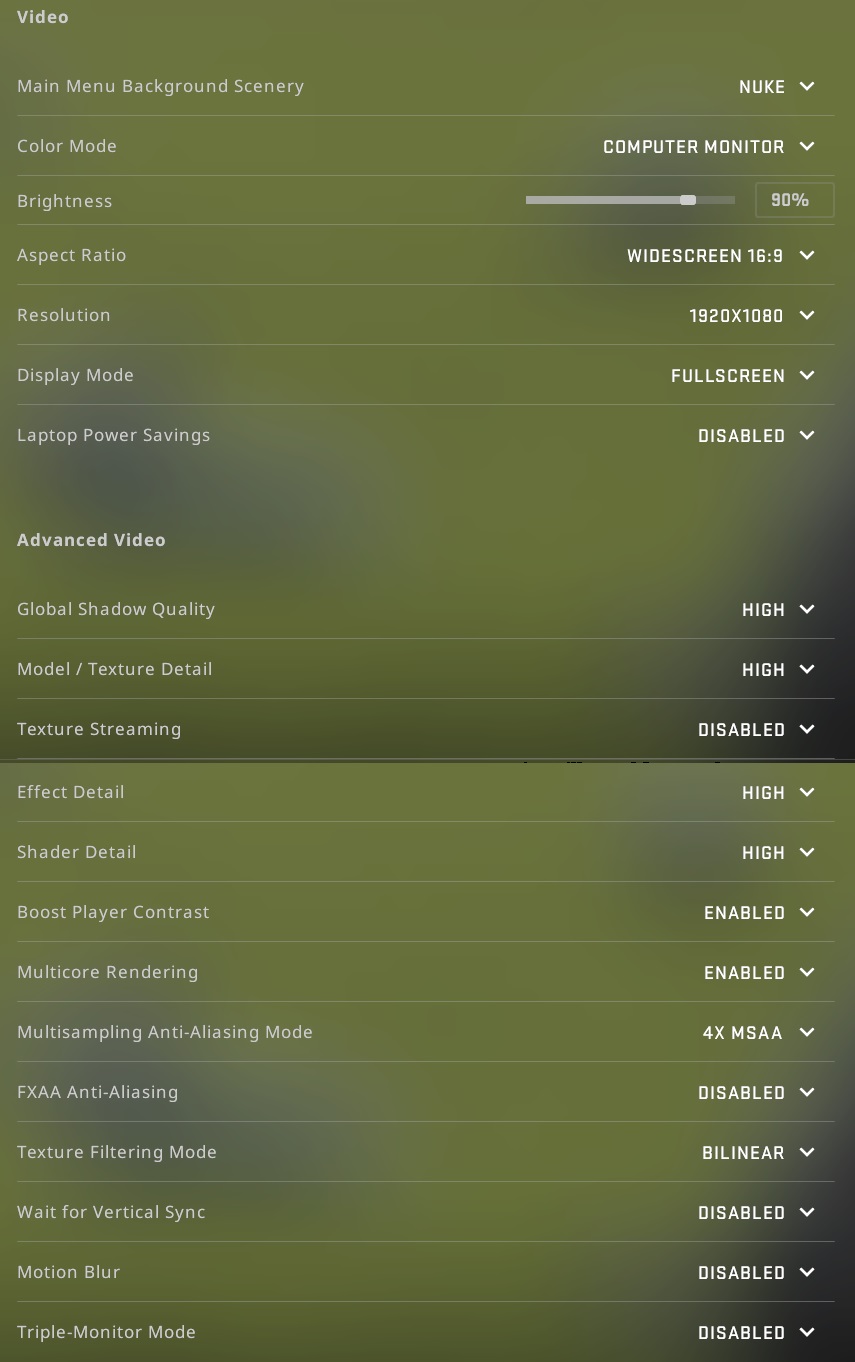 Video
Main Menu Background Scenery NUKE
Color Mode COMPUTER MONITOR
Brightness 90%
Aspect Ratio WIDESCREEN 16:9
Resolution 1920X1080
Display Mode FULLSCREEN
Laptop Power Savings DISABLED
Advanced Video
Global Shadow Quality HIGH
Model / Texture Detail HIGH
Texture Streaming DISABLED
Effect Detail HIGH
Shader Detail HIGH
Boost Player Contrast ENABLED
Multicore Rendering ENABLED
Multisampling Anti-Aliasing Mode 4X MSAA
FXAA Anti-Aliasing DISABLED
Texture Filtering Mode BILINEAR
Wait for Vertical Sync DISABLED
Motion Blur DISABLED
Triple-Monitor Mode DISABLED